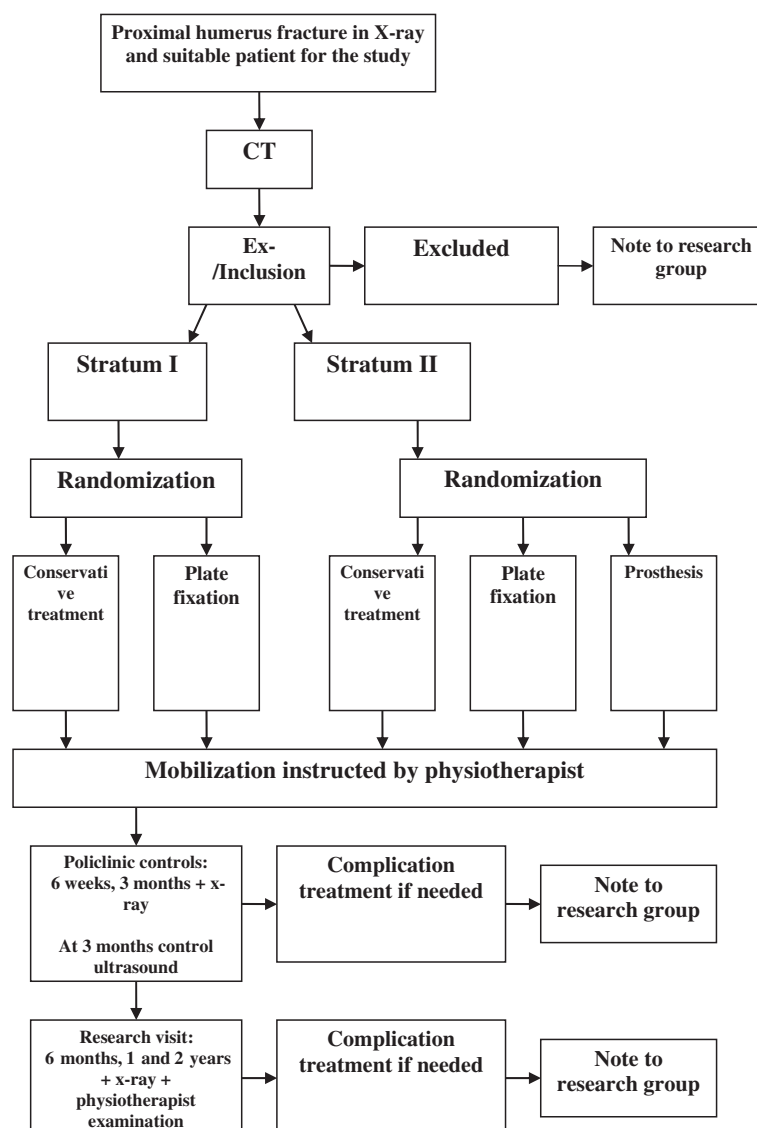 Proximal humerus fracture in X-ray
and suitable patient for the study
CT
Ex-
/Inclusion
Excluded
Note to research
group
Stratum I
Stratum II
Randomization
Randomization
Conservati
ve
treatment
Plate
fixation
Conservati
ve
treatment
Plate
fixation
Prosthesis
Mobilization instructed by physiotherapist
Policlinic controls:
6 weeks, 3 months + x-
ray
At 3 months control
ultrasound
Complication
treatment if needed
Note to
research group
Research visit:
6 months, 1 and 2 years
+ x-ray +
physiotherapist
examination
Complication
treatment if needed
Note to
research group